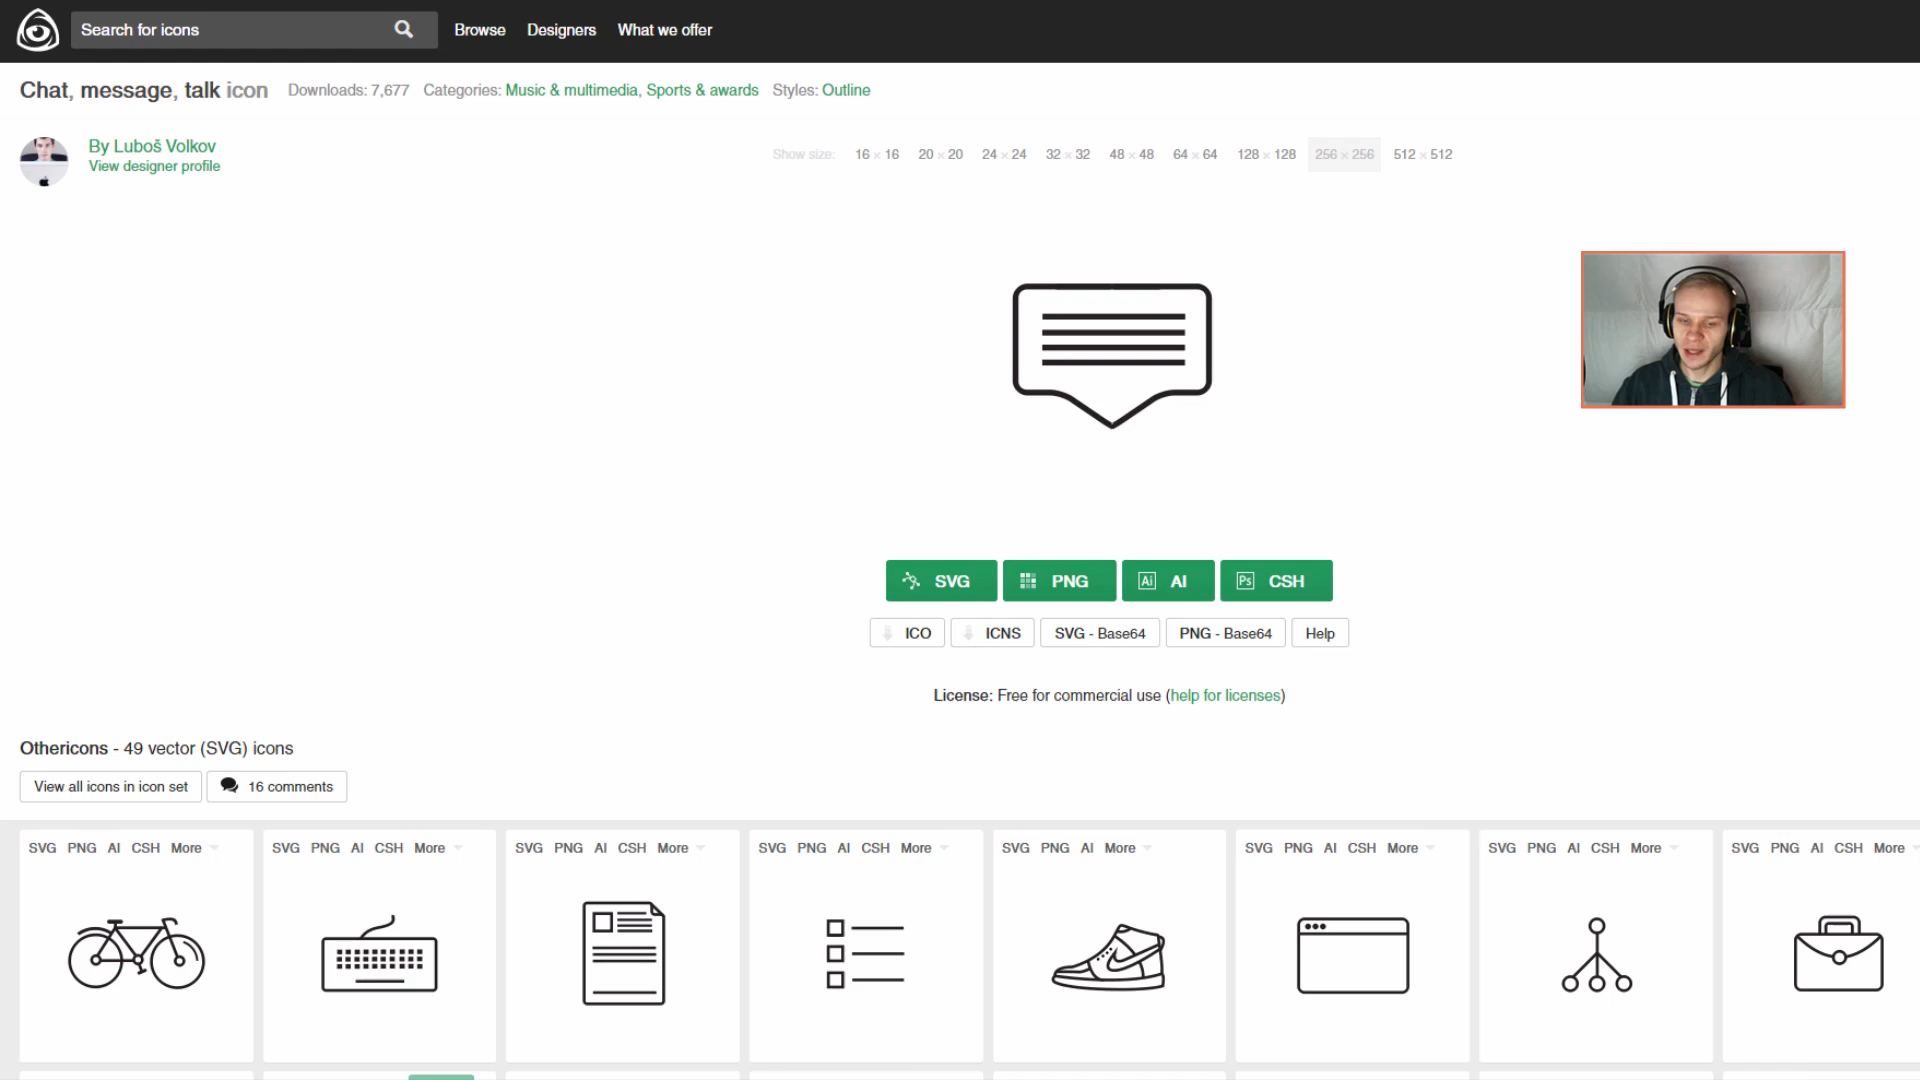 Search for icons
Browse Designers What we offer
Chat, message, talk icon Downloads: 7,677 Categories: Music & multimedia, Sports & awards Styles: Outline
By Luboš Volkov
View designer profile
Show size: 16 × 16 20 × 20 24 × 24 32 × 32 48 × 48 64 × 64 128 × 128 256 × 256 512 × 512
SVG PNG Ai AI Ps CSH
ICO ICNS SVG - Base64 PNG - Base64 Help
License: Free for commercial use (help for licenses)
Othericons - 49 vector (SVG) icons
View all icons in icon set 16 comments
SVG PNG AI CSH More SVG PNG AI CSH More SVG PNG AI CSH More SVG PNG AI CSH More SVG PNG AI More SVG PNG AI CSH More SVG PNG AI CSH More SVG PNG AI CSH More